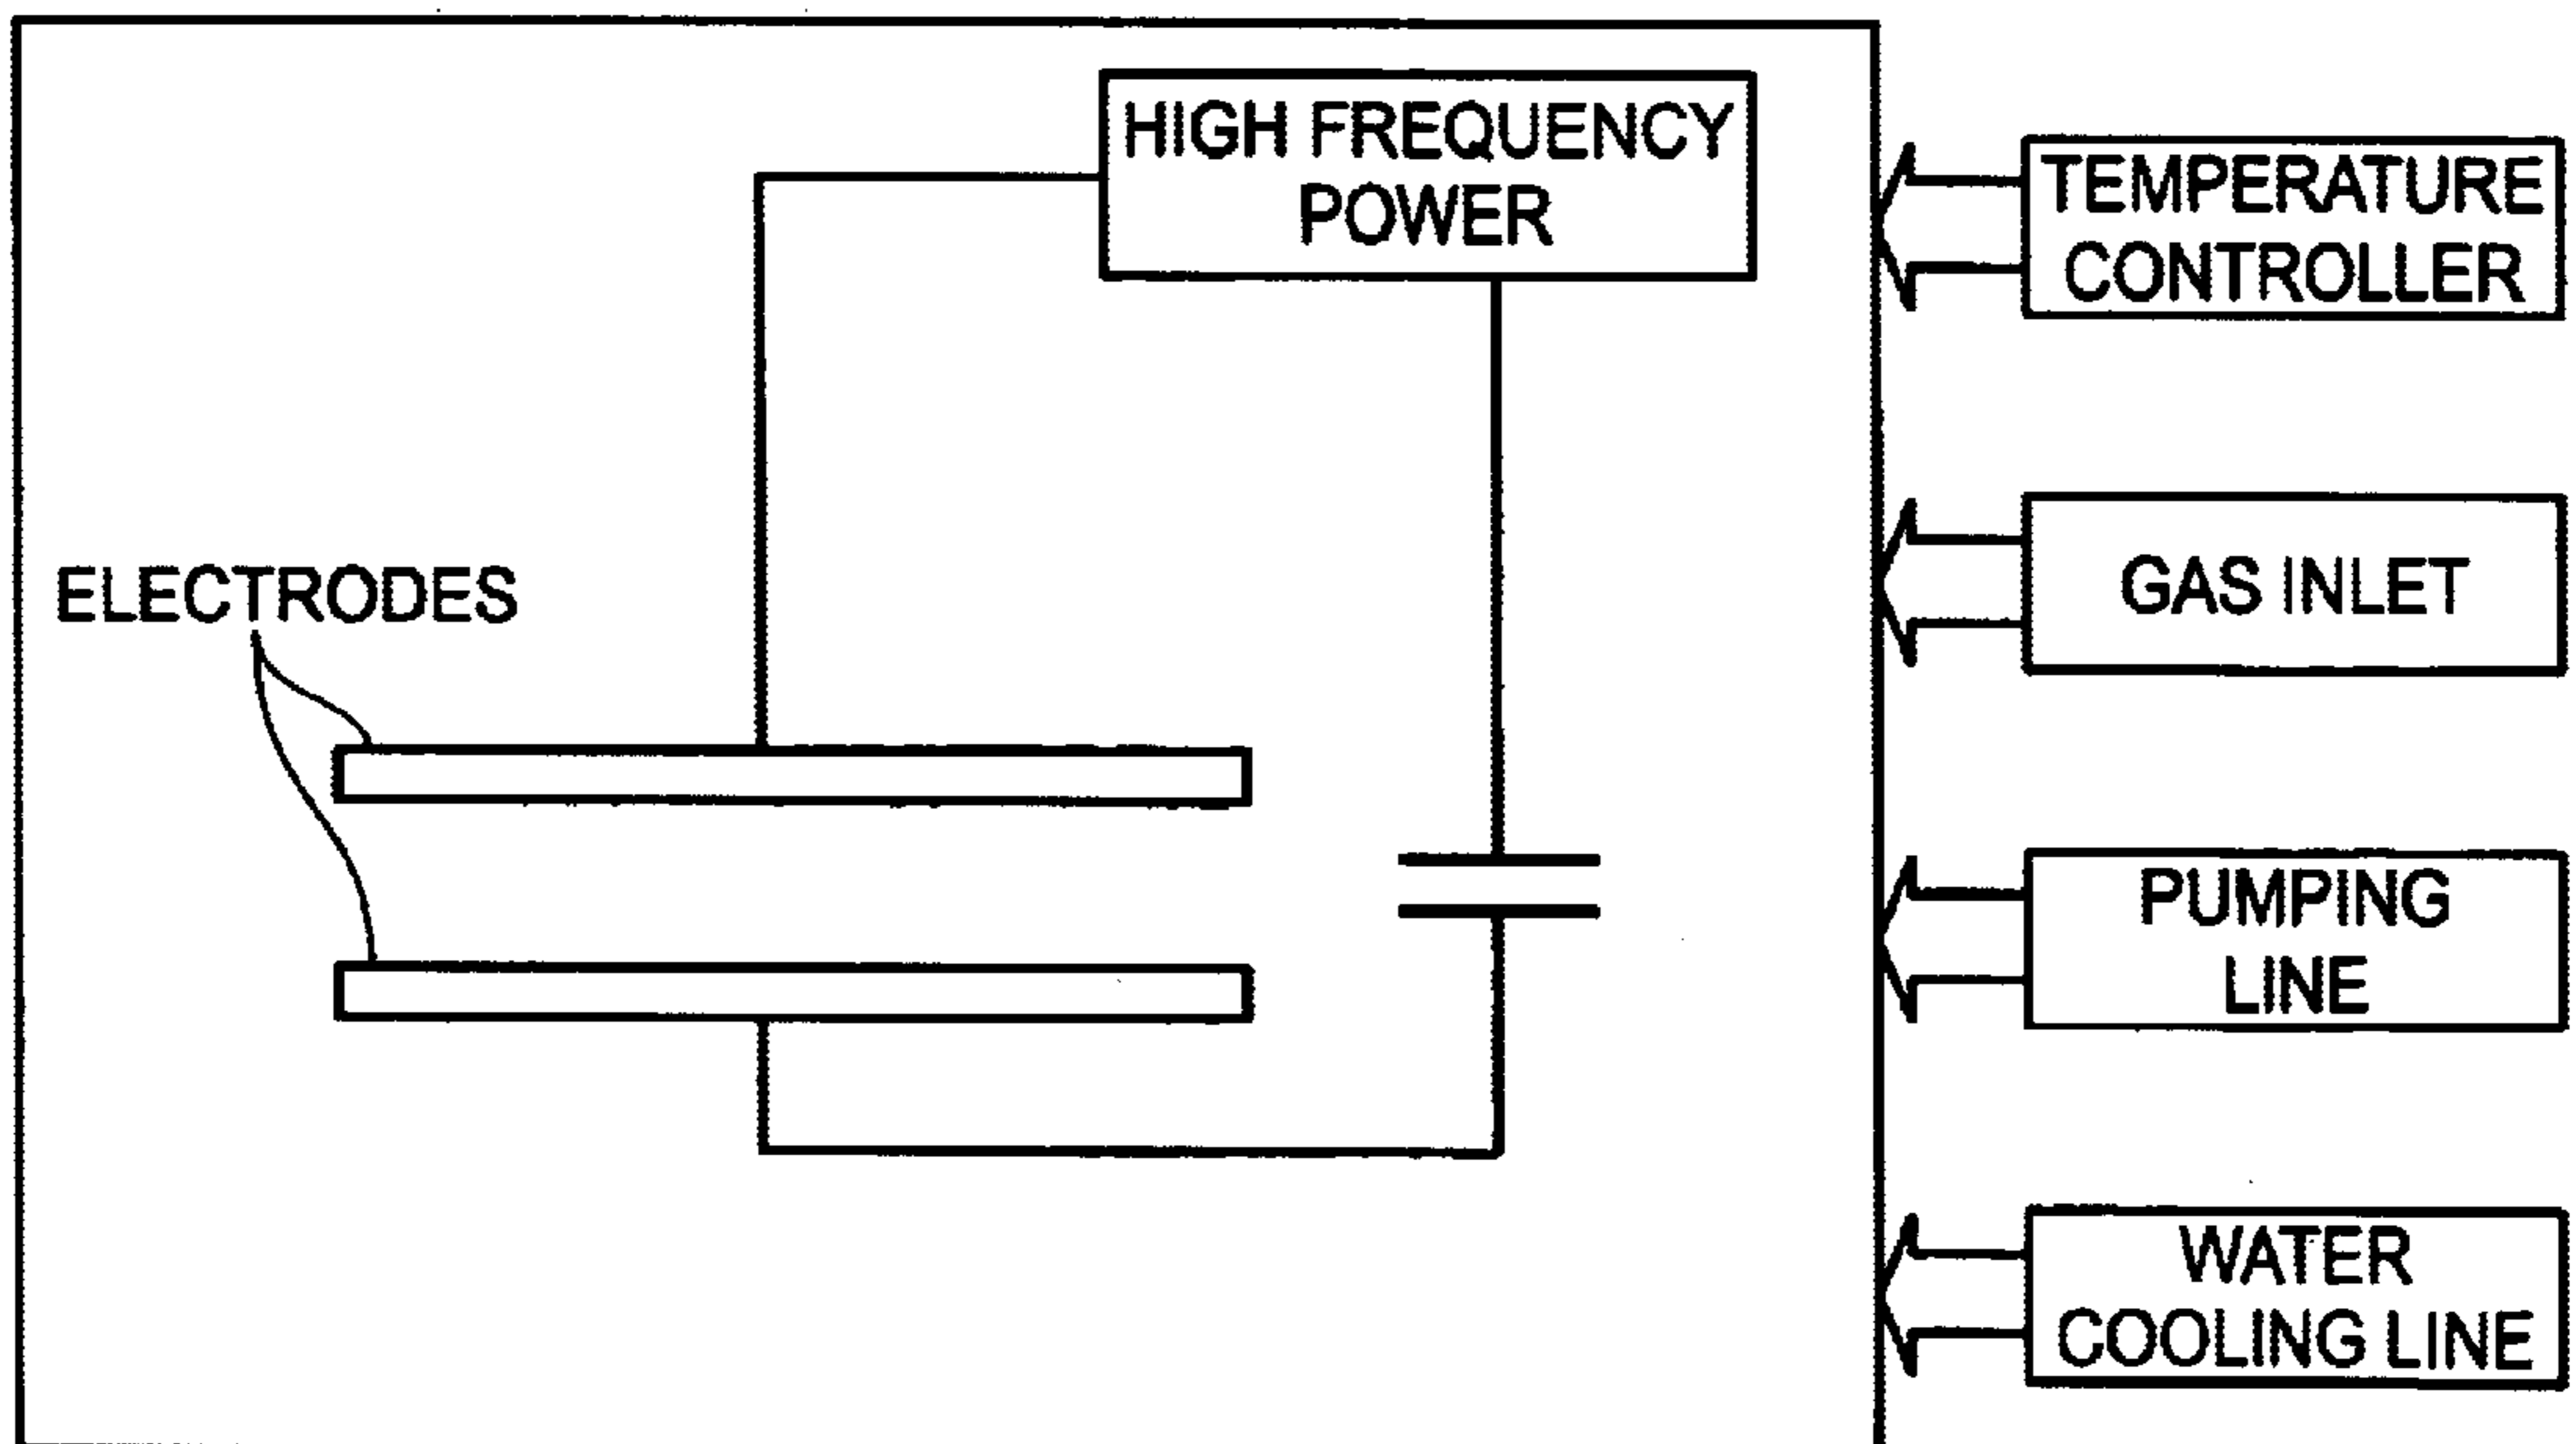 HIGH FREQUENCY
POWER
TEMPERATURE
CONTROLLER
ELECTRODES
GAS INLET
PUMPING
LINE
WATER
COOLING LINE